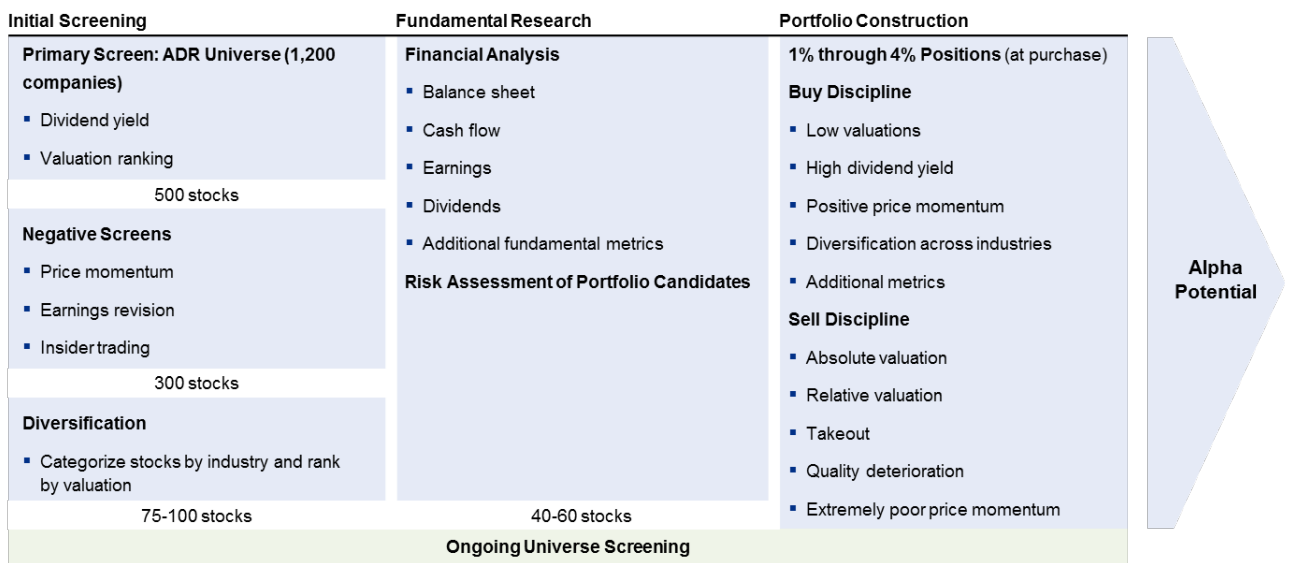 Initial Screening
Primary Screen: ADR Universe (1,200
companies)
▪ Dividend yield
▪ Valuation ranking
500 stocks
Negative Screens
▪ Price momentum
▪ Earnings revision
▪ Insider trading
300 stocks
Diversification
▪ Categorize stocks by industry and rank
by valuation
75-100 stocks
Fundamental Research
Financial Analysis
▪ Balance sheet
▪ Cash flow
▪ Earnings
▪ Dividends
▪ Additional fundamental metrics
Risk Assessment of Portfolio Candidates
40-60 stocks
Portfolio Construction
1% through 4% Positions (at purchase)
Buy Discipline
▪ Low valuations
▪ High dividend yield
▪ Positive price momentum
▪ Diversification across industries
▪ Additional metrics
Sell Discipline
▪ Absolute valuation
▪ Relative valuation
▪ Takeout
▪ Quality deterioration
▪ Extremely poor price momentum
Ongoing Universe Screening
Alpha
Potential